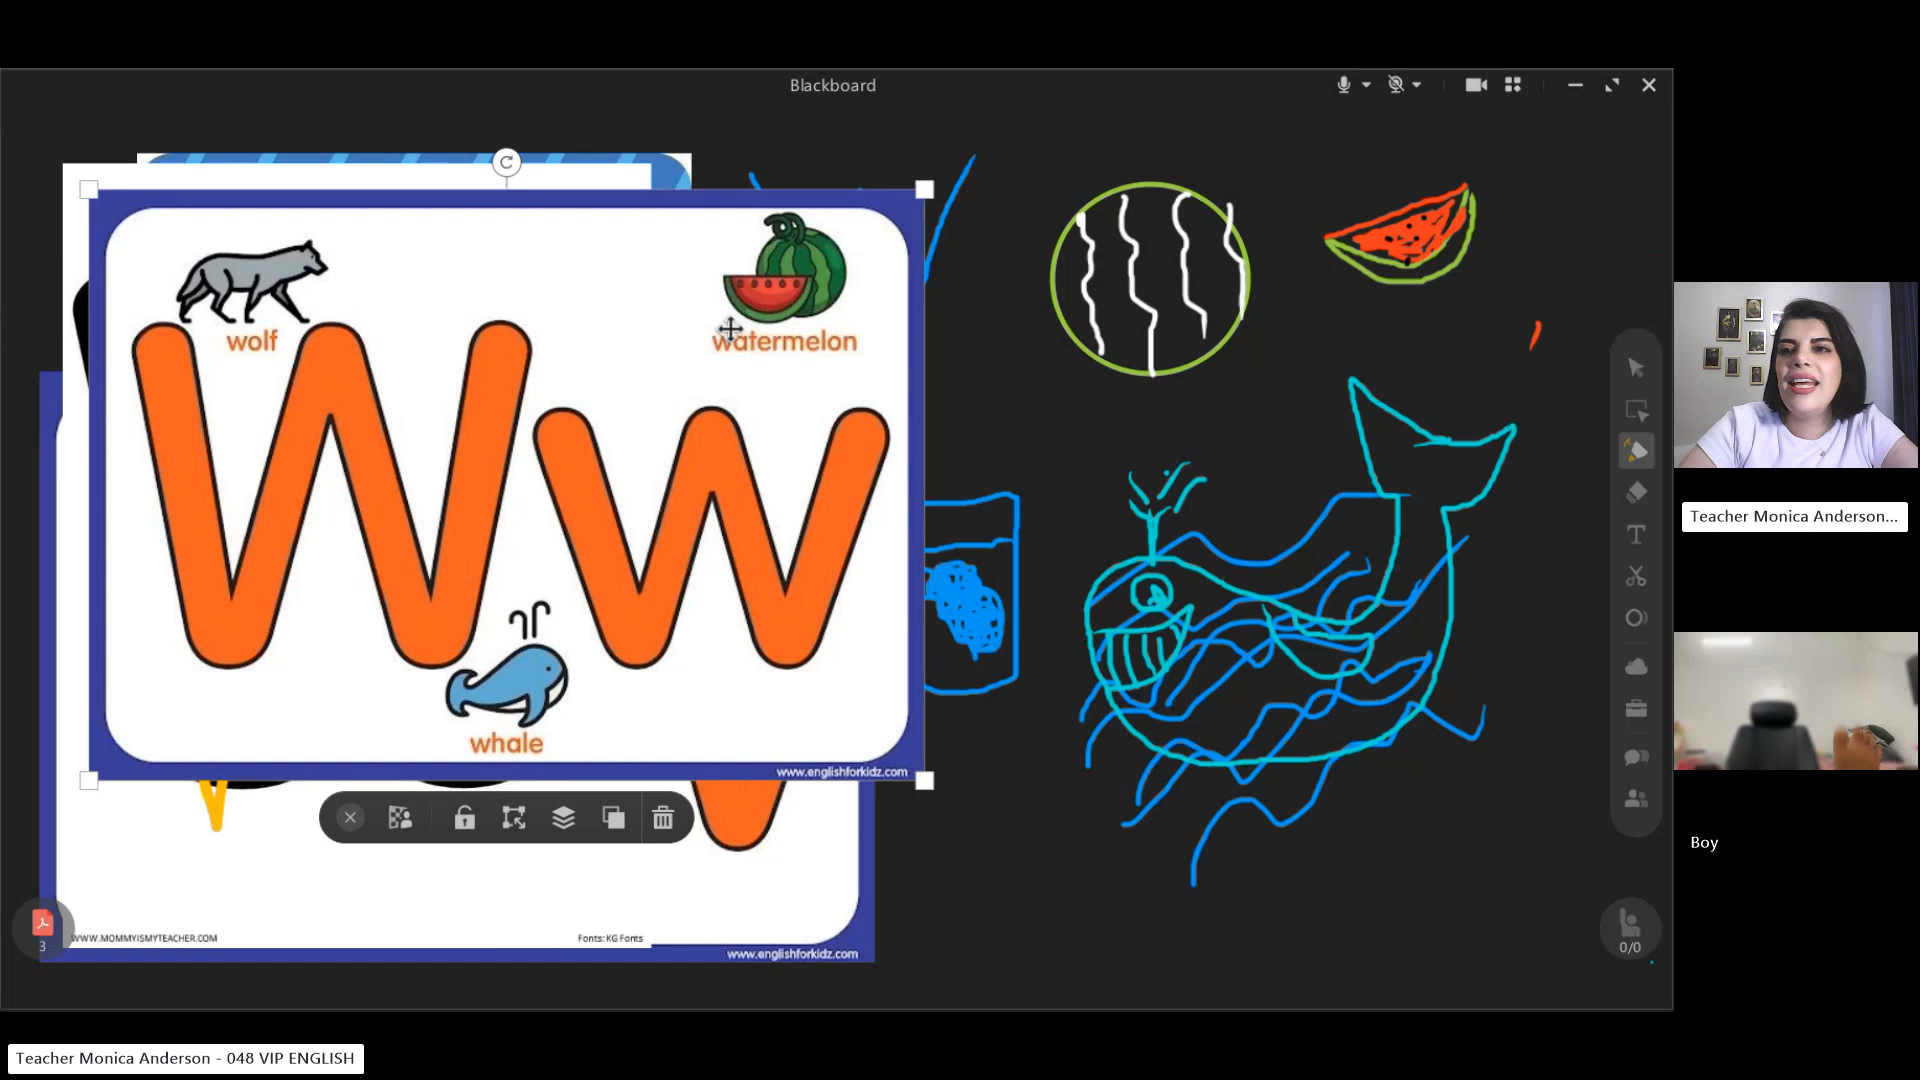 Blackboard
wolf
watermelon
Ww
whale
www.englishforkidz.com
WWW.MOMMYISMYTEACHER.COM
Fonts: KG Fonts
www.englishforkidz.com
3
0/0
Teacher Monica Anderson...
Boy
Teacher Monica Anderson - 048 VIP ENGLISH